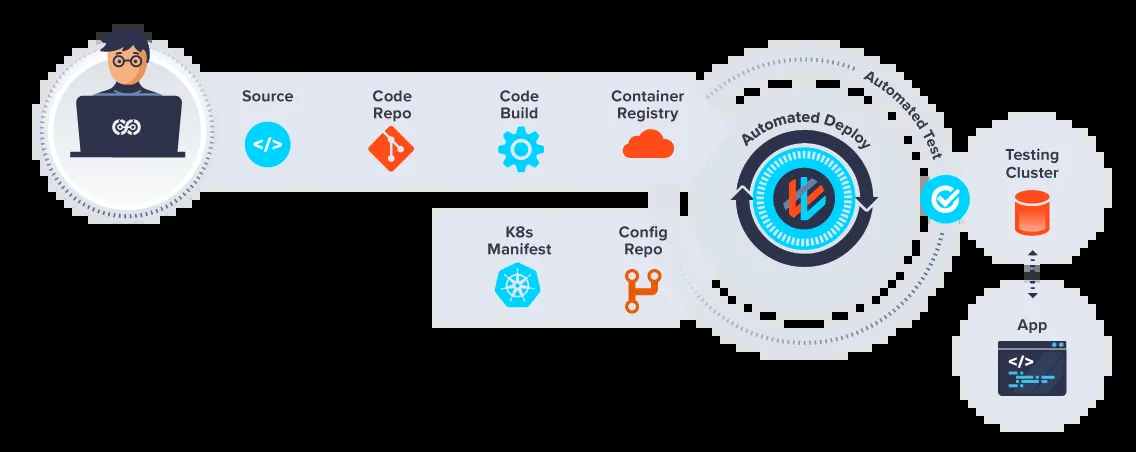 Source
Code
Repo
</>
Code
Build
Container
Registry
K8s
Manifest
Config
Repo
Automated Deploy
Automated Test
Testing
Cluster
App
</>